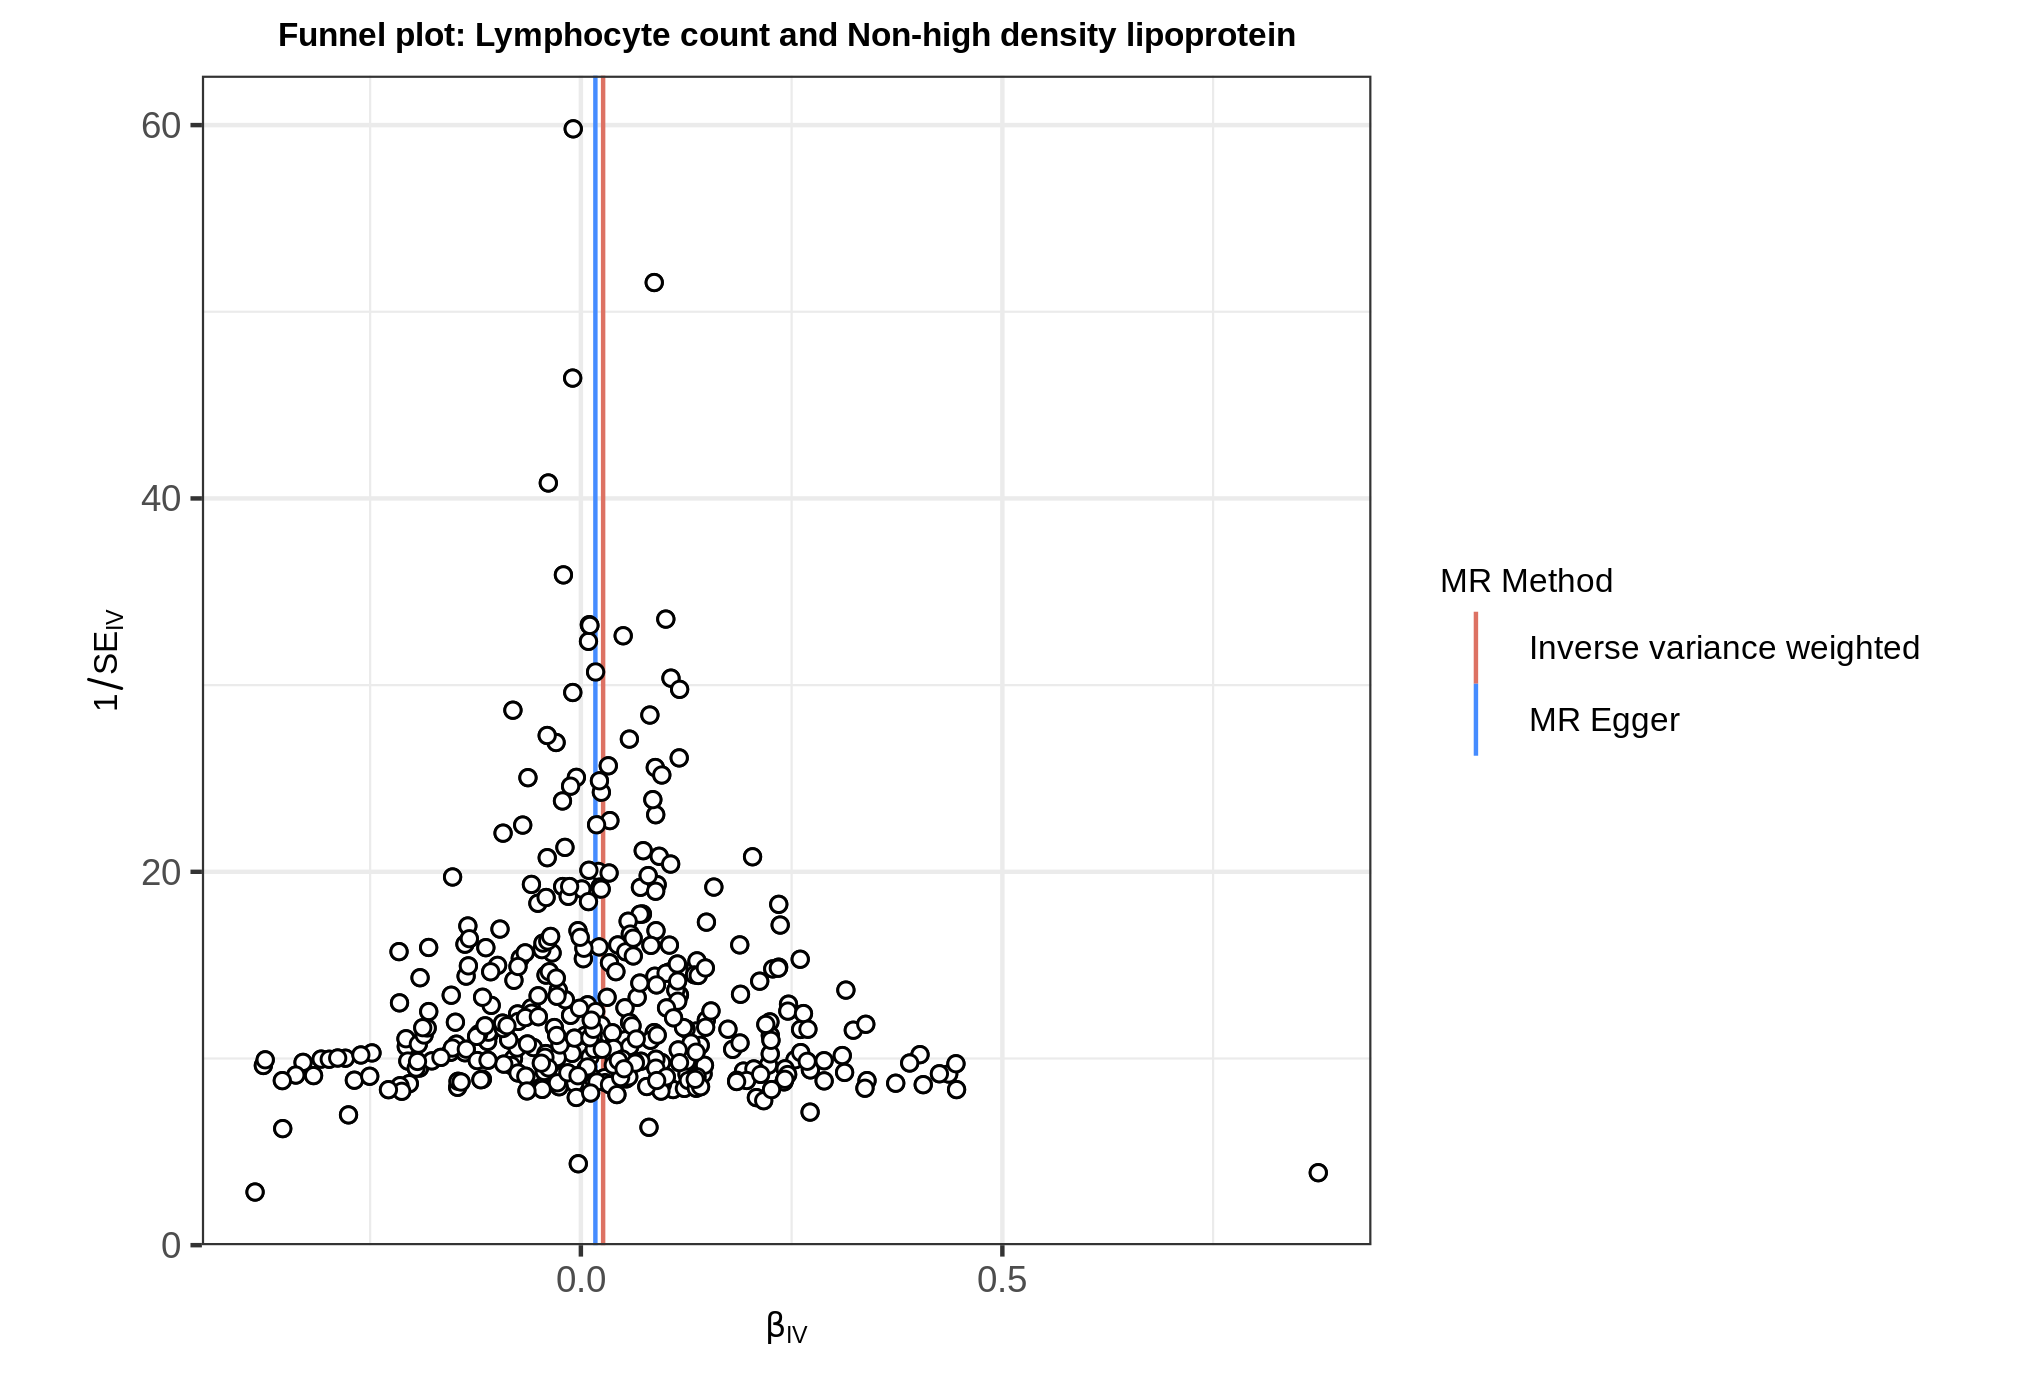 Funnel plot: Lymphocyte count and Non-high density lipoprotein
60
40
20
0
1/SE_IV
0.0
0.5
β_IV
MR Method
Inverse variance weighted
MR Egger